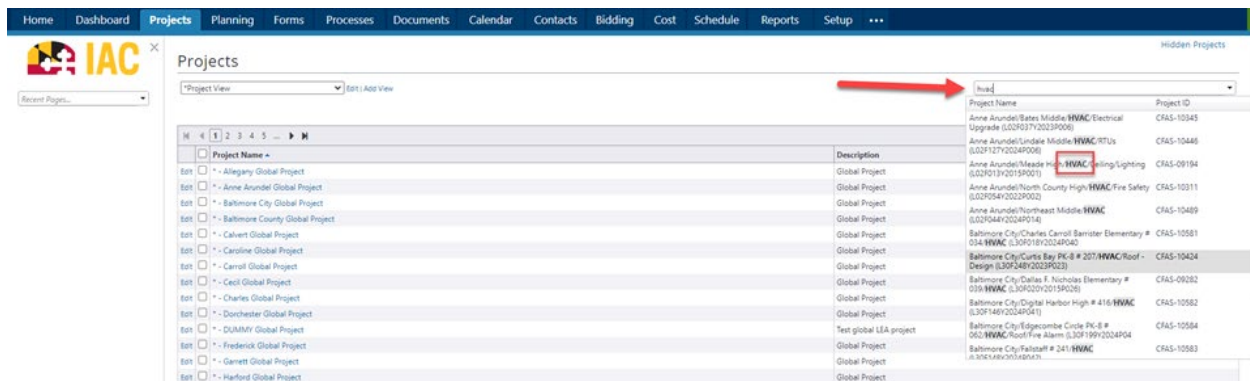 Home Dashboard Projects Planning Forms Processes Documents Calendar Contacts Bidding Cost Schedule Reports Setup •••
IAC
Hidden Projects
Projects
Recent Pages...
*Project View Edit | Add View
hvac
Project Name Project ID
Anne Arundel/Bates Middle/HVAC/Electrical CFAS-10345
Upgrade (L02F037Y2023P006)
Anne Arundel/Lindale Middle/HVAC/RTUs CFAS-10446
(L02F127Y2024P006)
Anne Arundel/Meade High/HVAC/Ceiling/Lighting CFAS-09194
(L02F013Y2015P001)
Anne Arundel/North County High/HVAC/Fire Safety CFAS-10311
(L02F054Y2022P002)
Anne Arundel/Northeast Middle/HVAC CFAS-10489
(L02F044Y2024P014)
Baltimore City/Charles Carroll Barrister Elementary # CFAS-10581
034/HVAC (L30F018Y2024P040
Baltimore City/Curtis Bay PK-8 # 207/HVAC/Roof - CFAS-10424
Design (L30F248Y2023P023)
Baltimore City/Dallas F. Nicholas Elementary # CFAS-09282
039/HVAC (L30F020Y2015P026)
Baltimore City/Digital Harbor High # 416/HVAC CFAS-10582
(L30F146Y2024P041)
Baltimore City/Edgecombe Circle PK-8 # CFAS-10584
062/HVAC/Roof/Fire Alarm (L30F199Y2024P04
Baltimore City/Fallstaff # 241/HVAC CFAS-10583
(L30F148Y2024P042)
1 2 3 4 5 ...
Project Name Description
Edit * - Allegany Global Project Global Project
Edit * - Anne Arundel Global Project Global Project
Edit * - Baltimore City Global Project Global Project
Edit * - Baltimore County Global Project Global Project
Edit * - Calvert Global Project Global Project
Edit * - Caroline Global Project Global Project
Edit * - Carroll Global Project Global Project
Edit * - Cecil Global Project Global Project
Edit * - Charles Global Project Global Project
Edit * - Dorchester Global Project Global Project
Edit * - DUMMY Global Project Test global LEA project
Edit * - Frederick Global Project Global Project
Edit * - Garrett Global Project Global Project
Edit * - Harford Global Project Global Project